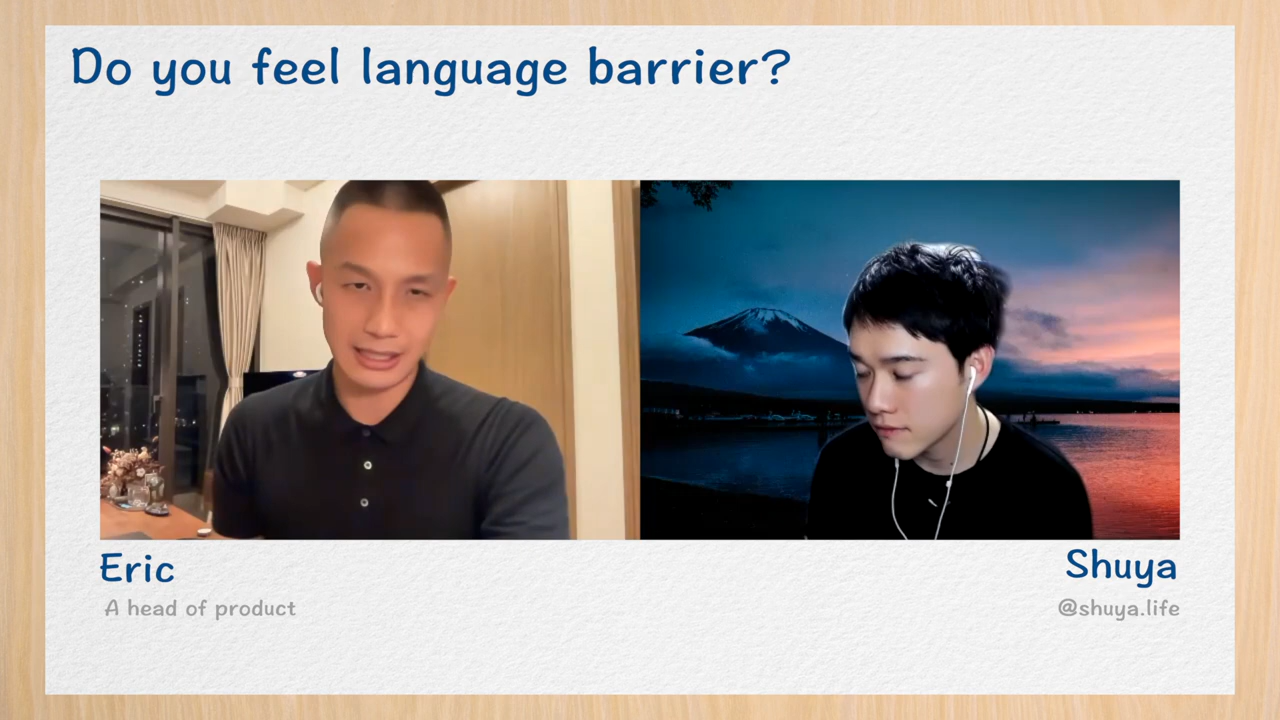 Do you feel language barrier?
Eric
Shuya
A head of product
@shuya.life